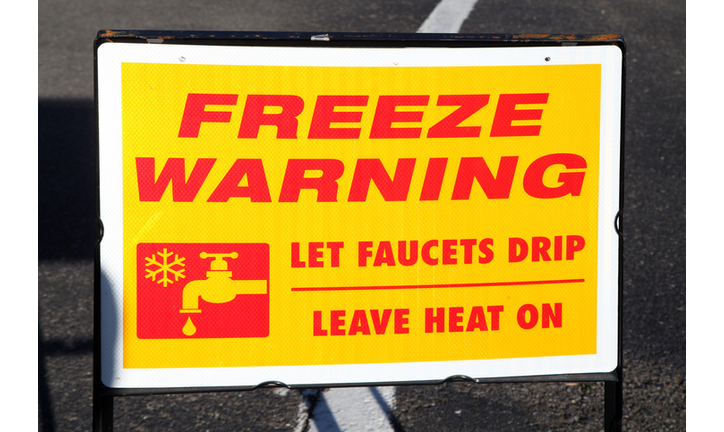 FREEZE
WARNING
LET FAUCETS DRIP
LEAVE HEAT ON